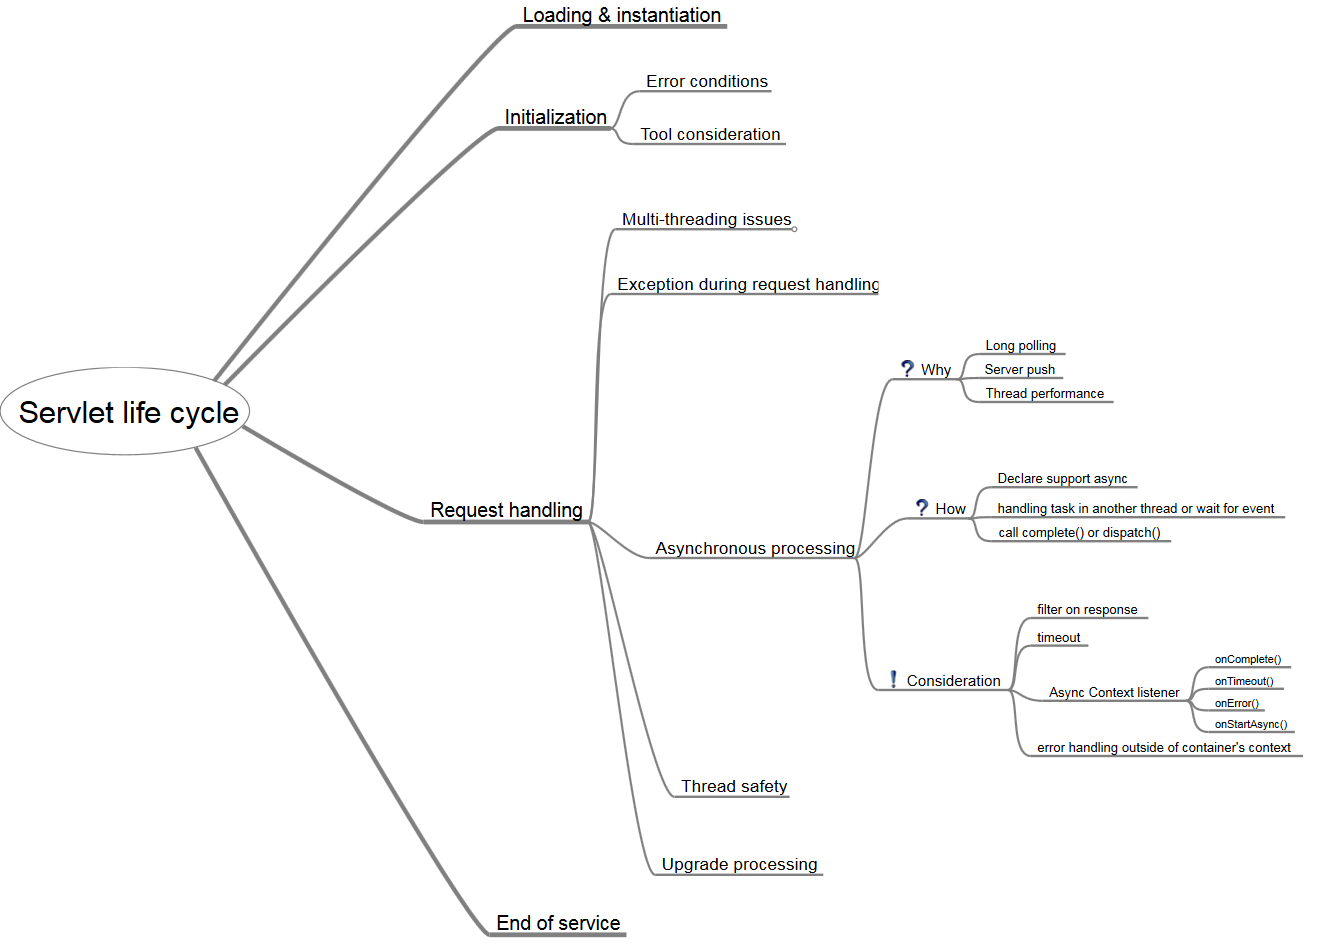 Loading & instantiation
Error conditions
Initialization
Tool consideration
Multi-threading issues
Exception during request handling
Long polling
? Why
Server push
Thread performance
Servlet life cycle
Declare support async
? How
handling task in another thread or wait for event
Request handling
call complete() or dispatch()
Asynchronous processing
filter on response
timeout
onComplete()
! Consideration
onTimeout()
Async Context listener
onError()
onStartAsync()
error handling outside of container's context
Thread safety
Upgrade processing
End of service